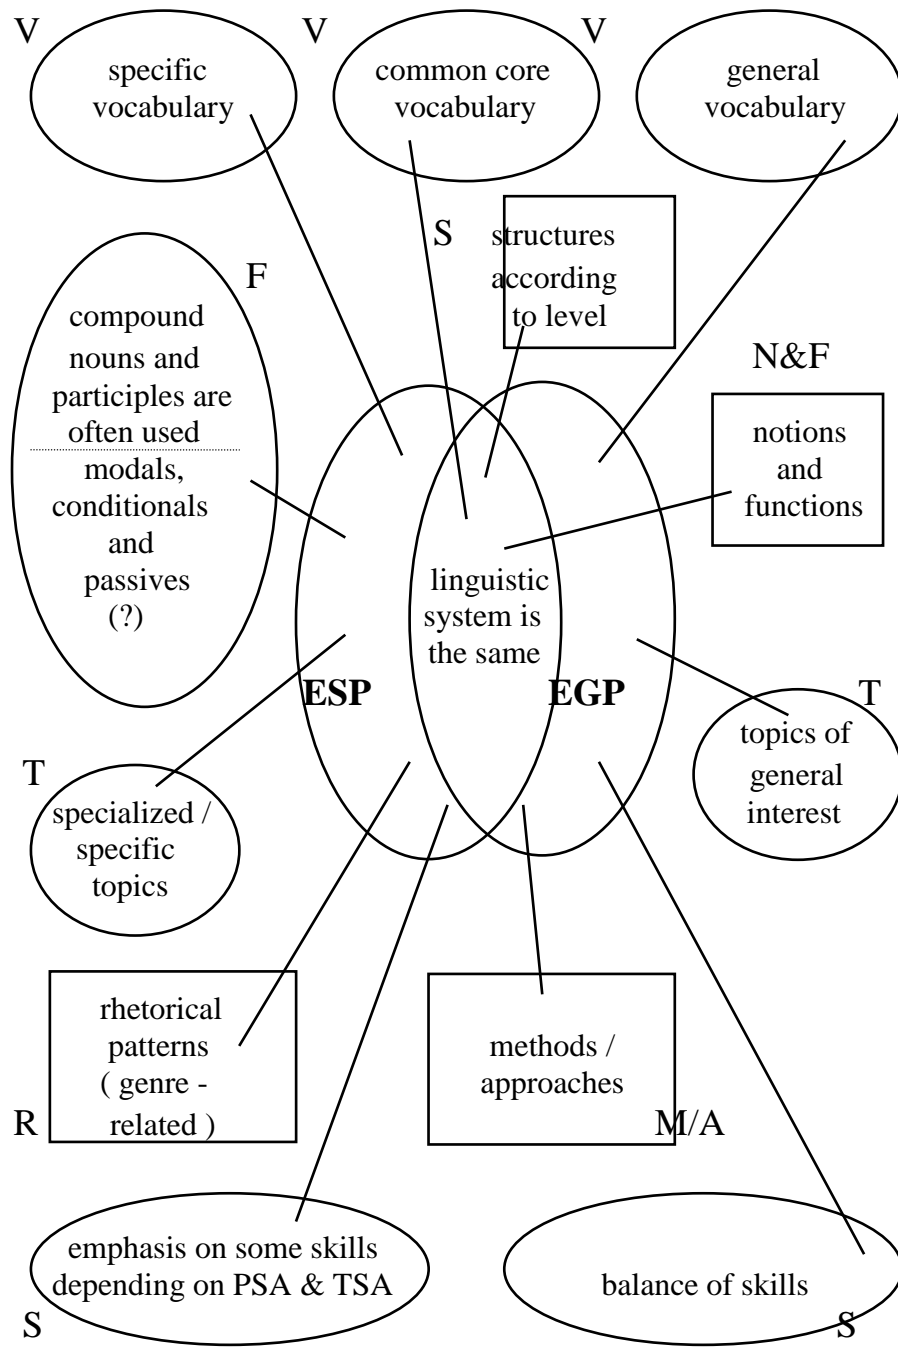 V
specific
vocabulary
V
common core
vocabulary
V
general
vocabulary
S
structures
according
to level
F
compound
nouns and
participles are
often used
modals,
conditionals
and
passives
(?)
N&F
notions
and
functions
linguistic
system is
the same
ESP
EGP
T
topics of
general
interest
T
specialized /
specific
topics
R
rhetorical
patterns
( genre -
related )
methods /
approaches
M/A
emphasis on some skills
depending on PSA & TSA
S
balance of skills
S